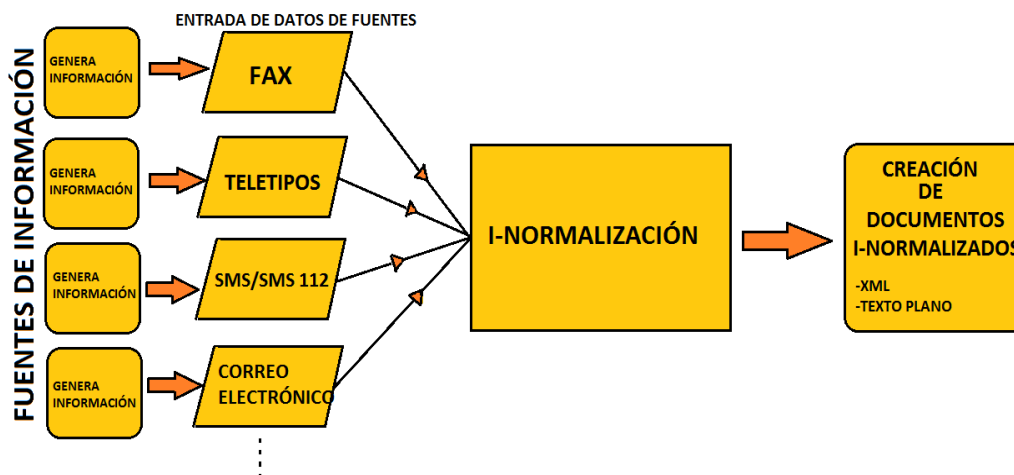 ENTRADA DE DATOS DE FUENTES
FUENTES DE INFORMACIÓN
GENERA
INFORMACIÓN
FAX
GENERA
INFORMACIÓN
TELETIPOS
GENERA
INFORMACIÓN
SMS/SMS 112
GENERA
INFORMACIÓN
CORREO
ELECTRÓNICO
I-NORMALIZACIÓN
CREACIÓN
DE
DOCUMENTOS
I-NORMALIZADOS
-XML
-TEXTO PLANO